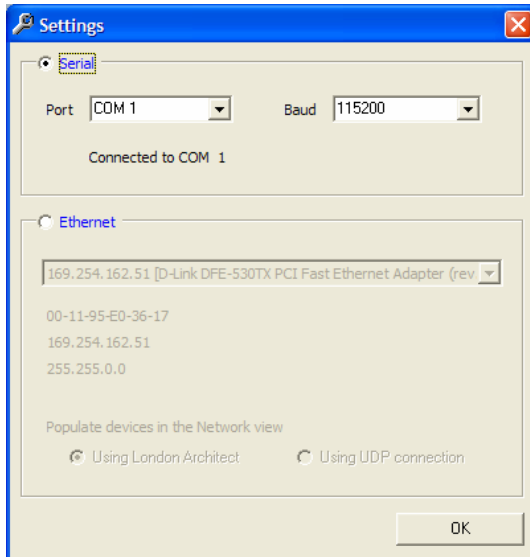 Settings
Serial
Port COM 1 Baud 115200
Connected to COM 1
Ethernet
169.254.162.51 [D-Link DFE-530TX PCI Fast Ethernet Adapter (rev
00-11-95-E0-36-17
169.254.162.51
255.255.0.0
Populate devices in the Network view
Using London Architect Using UDP connection
OK